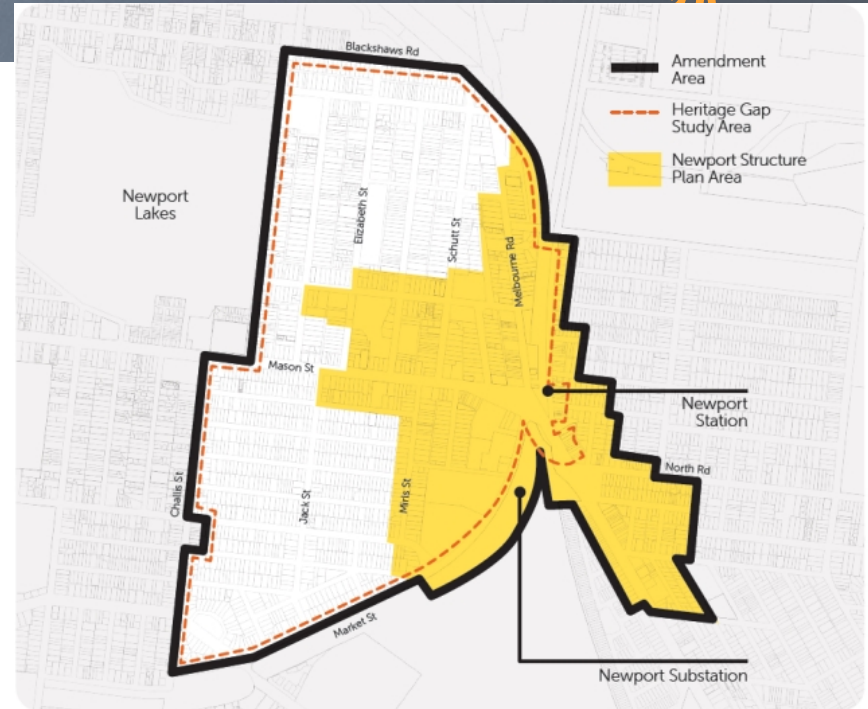 Blackshaws Rd
Amendment
Area
Heritage Gap
Study Area
Newport Structure
Plan Area
Newport
Lakes
Elizabeth St
Schutt St
Melbourne Rd
Mason St
Newport
Station
North Rd
Challis St
Jack St
Mirls St
Market St
Newport Substation